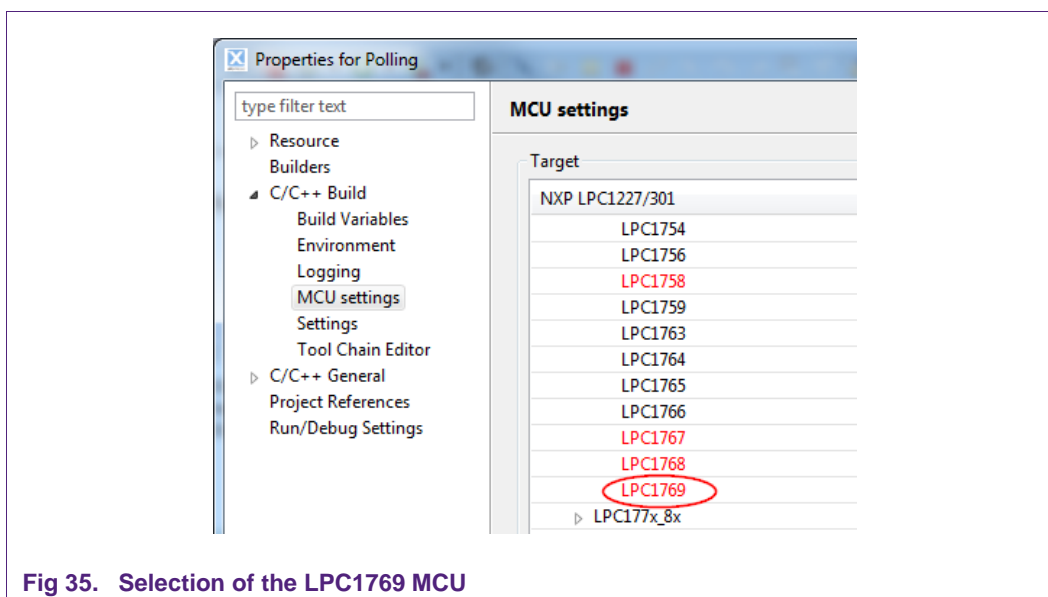 Properties for Polling
type filter text
Resource
Builders
C/C++ Build
Build Variables
Environment
Logging
MCU settings
Settings
Tool Chain Editor
C/C++ General
Project References
Run/Debug Settings
MCU settings
Target
NXP LPC1227/301
LPC1754
LPC1756
LPC1758
LPC1759
LPC1763
LPC1764
LPC1765
LPC1766
LPC1767
LPC1768
LPC1769
LPC177x_8x
Fig 35. Selection of the LPC1769 MCU